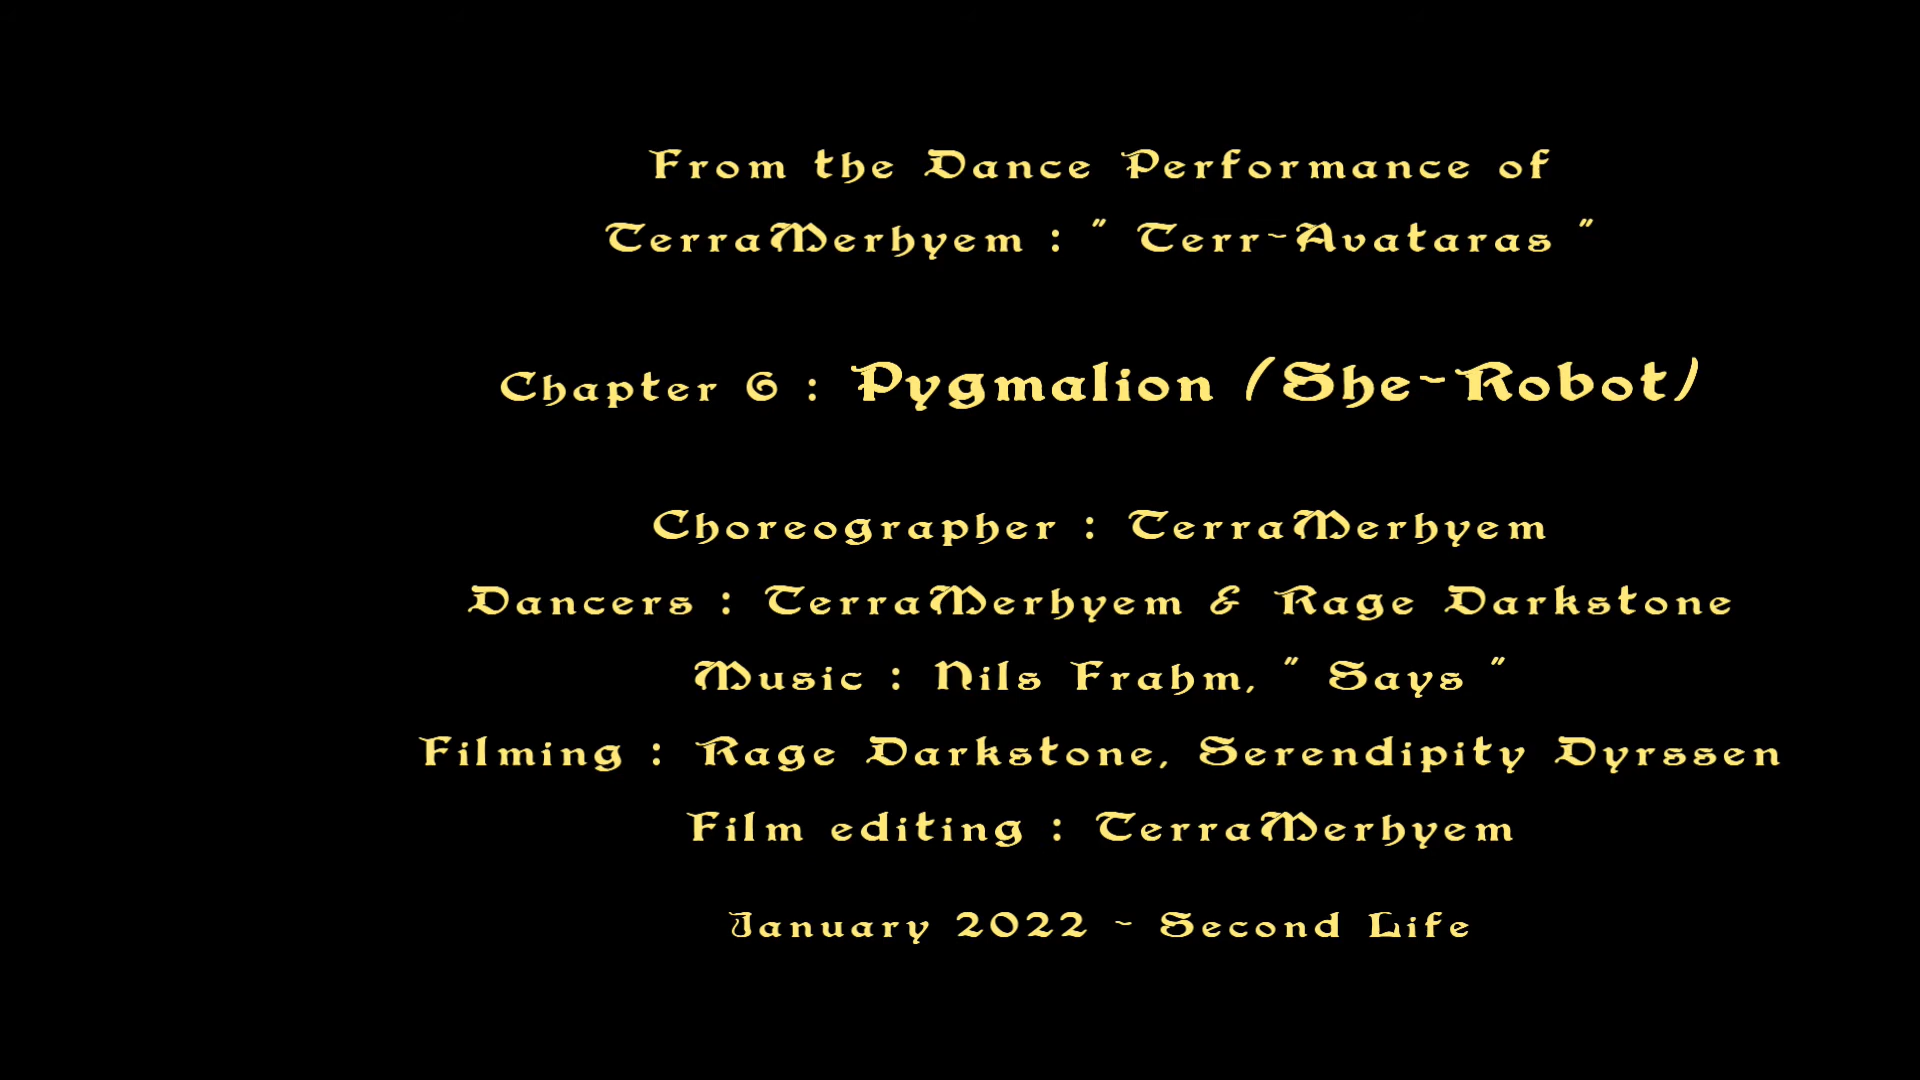 From the Dance Performance of
TerraMerhyem : " Terr-Avataras "
Chapter 6 : Pygmalion (She-Robot)
Choreographer : TerraMerhyem
Dancers : TerraMerhyem & Rage Darkstone
Music : Nils Frahm, " Says "
Filming : Rage Darkstone, Serendipity Dyrssen
Film editing : TerraMerhyem
January 2022 - Second Life